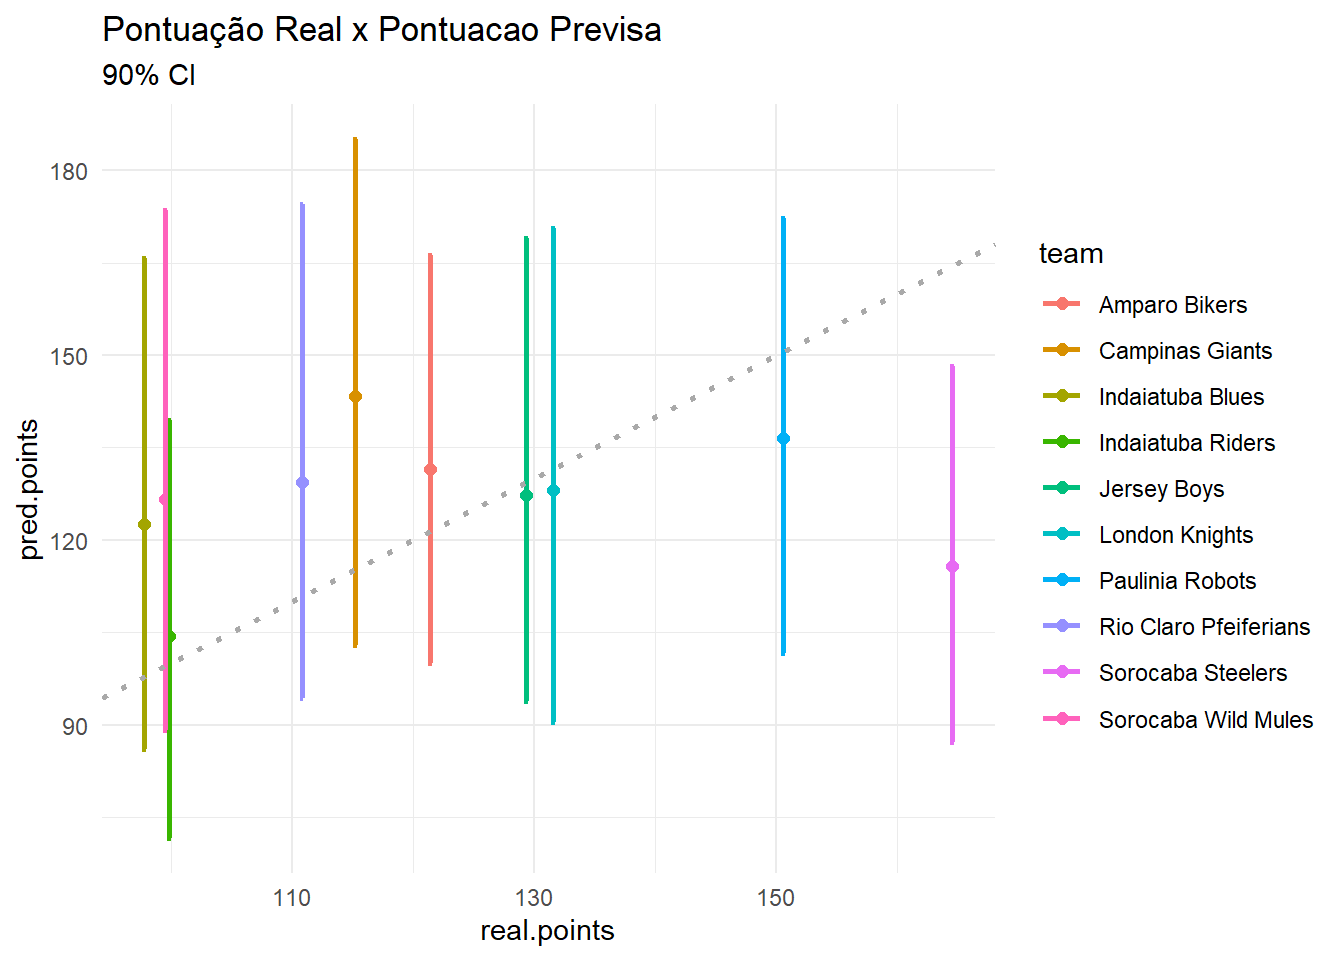 Pontuação Real x Pontuacao Previsa
90% CI
180
150
120
90
pred.points
110
130
150
real.points
team
Amparo Bikers
Campinas Giants
Indaiatuba Blues
Indaiatuba Riders
Jersey Boys
London Knights
Paulinia Robots
Rio Claro Pfeiferians
Sorocaba Steelers
Sorocaba Wild Mules